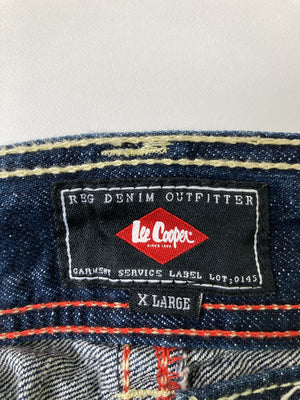 REG DENIM OUTFITTER
Lee Cooper
SINCE 1908
GARMENT SERVICE LABEL LOT:0145
X LARGE